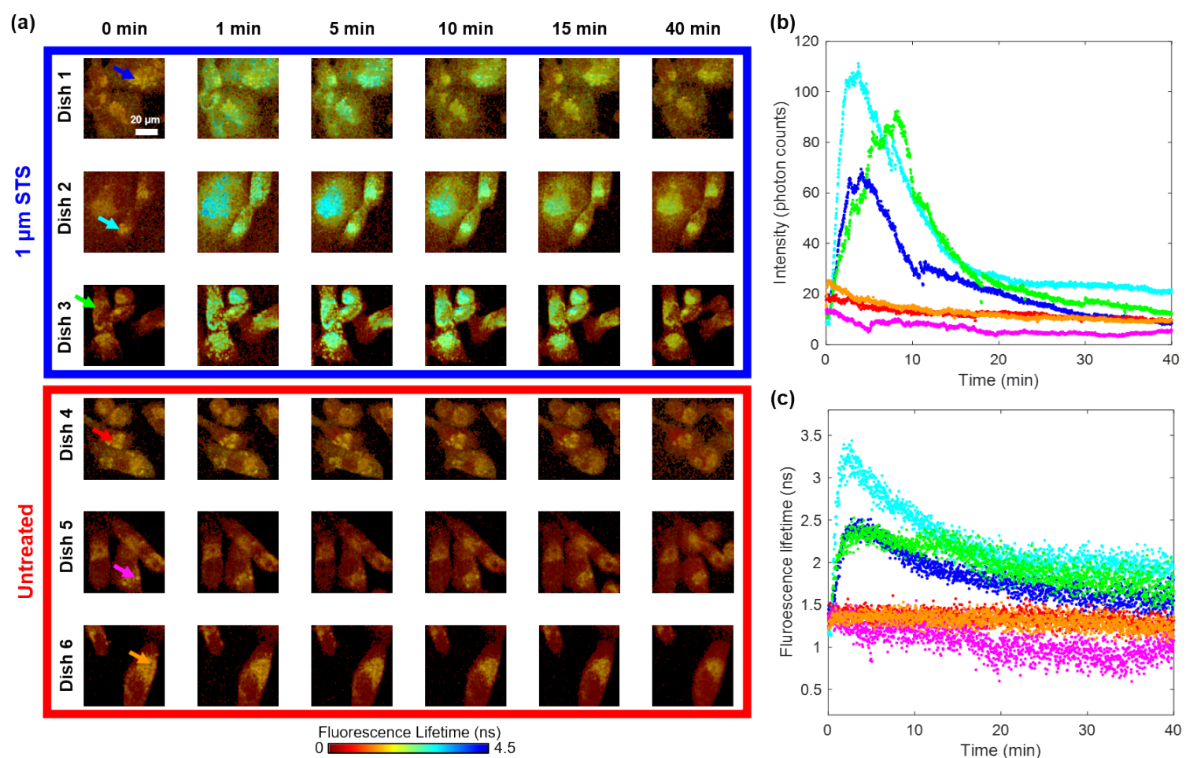 (a)
0 min 1 min 5 min 10 min 15 min 40 min
1 µm STS
Dish 1
20 µm
Dish 2
Dish 3
Untreated
Dish 4
Dish 5
Dish 6
Fluorescence Lifetime (ns)
0 4.5
(b)
Intensity (photon counts)
120
100
80
60
40
20
0
0 10 20 30 40
Time (min)
(c)
Fluroescence lifetime (ns)
3.5
3
2.5
2
1.5
1
0.5
0 10 20 30 40
Time (min)